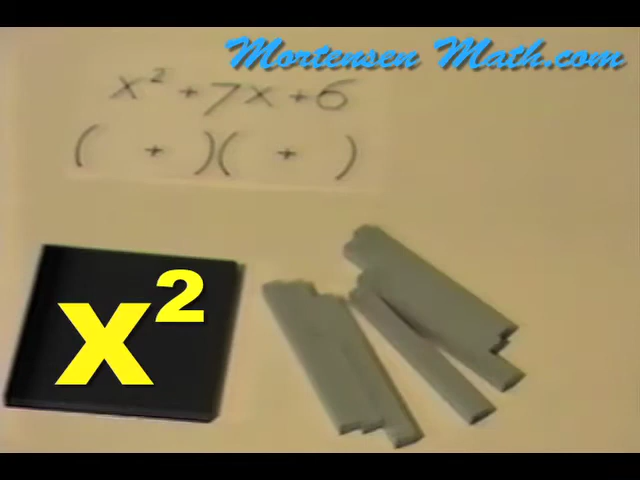 Mortensen Math.com
x² + 7x + 6
( + )( + )
x²